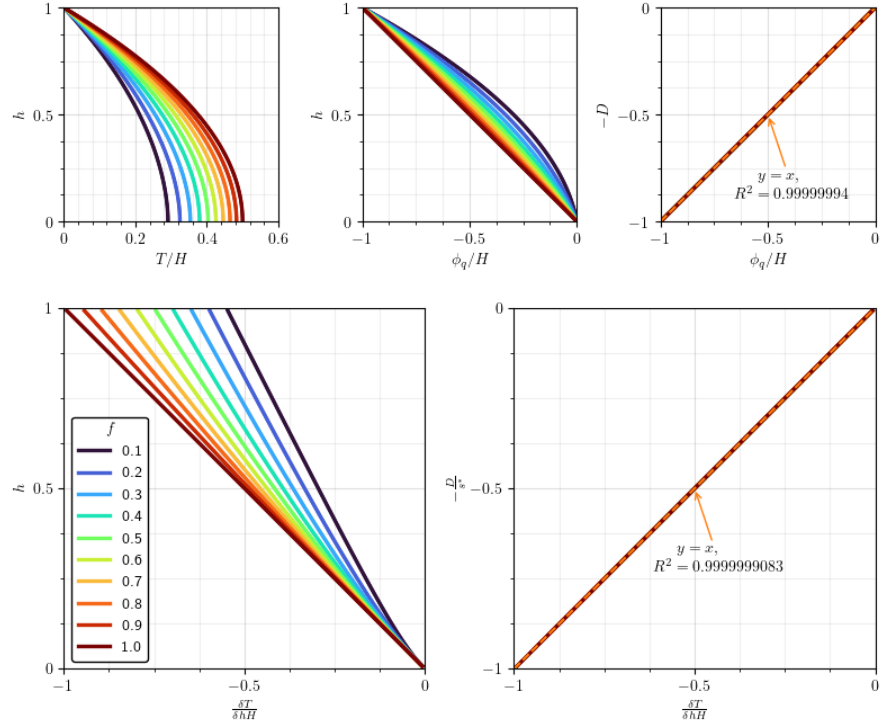 1
0.5
0
h
0
0.2
0.4
0.6
T/H
1
0.5
0
h
−1
−0.5
0
ϕ_q/H
0
−0.5
−1
−D
−1
−0.5
0
ϕ_q/H
y = x,
R² = 0.99999994
1
0.5
0
h
f
0.1
0.2
0.3
0.4
0.5
0.6
0.7
0.8
0.9
1.0
−1
−0.5
0
δT/δhH
0
−0.5
−1
−D/s*
y = x,
R² = 0.9999999083
−1
−0.5
0
δT/δhH